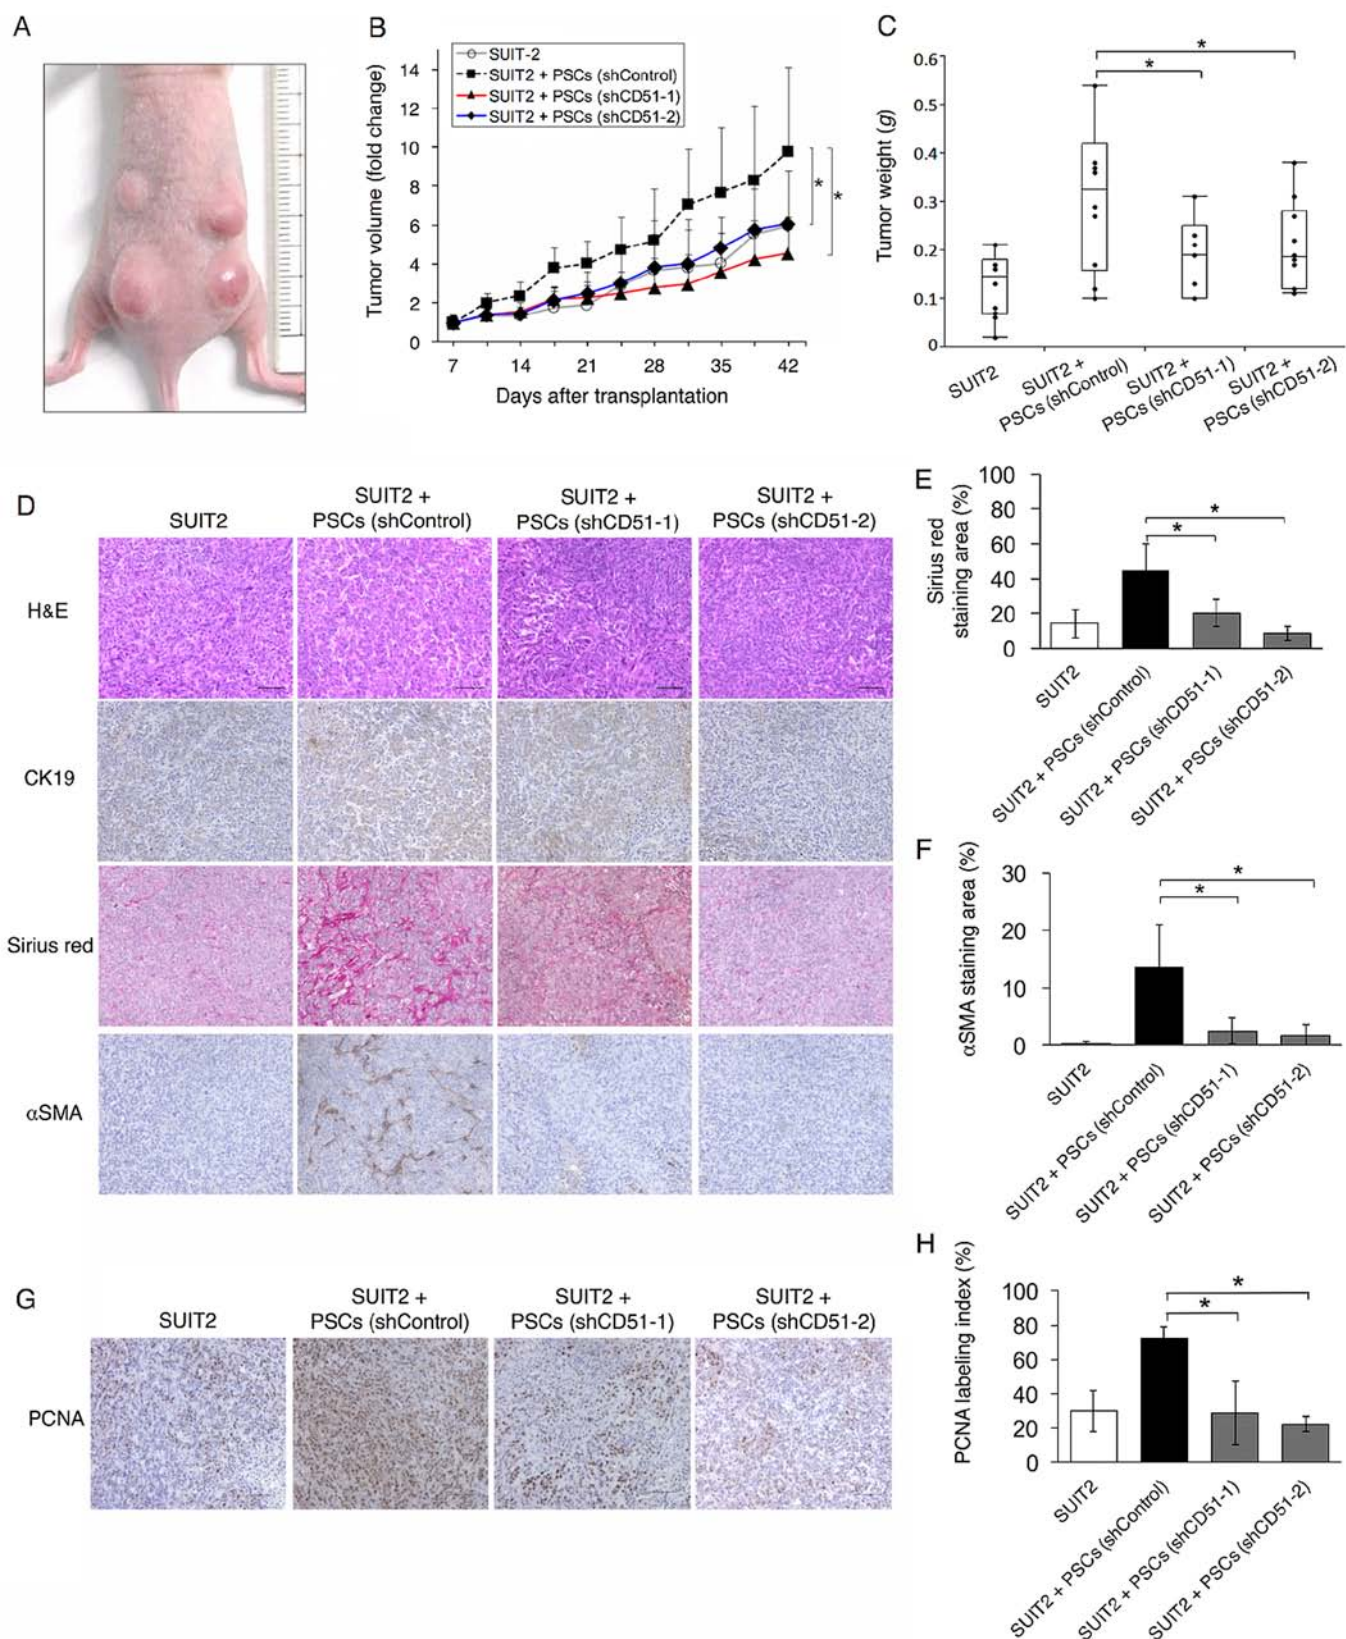 A
B
SUIT-2
SUIT2 + PSCs (shControl)
SUIT2 + PSCs (shCD51-1)
SUIT2 + PSCs (shCD51-2)
Tumor volume (fold change)
14
12
10
8
6
4
2
0
7
14
21
28
35
42
Days after transplantation
*
*
C
Tumor weight (g)
0.6
0.5
0.4
0.3
0.2
0.1
0
*
*
SUIT2
SUIT2 +
PSCs (shControl)
SUIT2 +
PSCs (shCD51-1)
SUIT2 +
PSCs (shCD51-2)
D
SUIT2
SUIT2 +
PSCs (shControl)
SUIT2 +
PSCs (shCD51-1)
SUIT2 +
PSCs (shCD51-2)
H&E
CK19
Sirius red
αSMA
E
Sirius red
staining area (%)
100
80
60
40
20
0
*
*
SUIT2
SUIT2 + PSCs (shControl)
SUIT2 + PSCs (shCD51-1)
SUIT2 + PSCs (shCD51-2)
F
αSMA staining area (%)
30
20
10
0
*
*
SUIT2
SUIT2 + PSCs (shControl)
SUIT2 + PSCs (shCD51-1)
SUIT2 + PSCs (shCD51-2)
G
SUIT2
SUIT2 +
PSCs (shControl)
SUIT2 +
PSCs (shCD51-1)
SUIT2 +
PSCs (shCD51-2)
PCNA
H
PCNA labeling index (%)
100
80
60
40
20
0
*
*
SUIT2
SUIT2 + PSCs (shControl)
SUIT2 + PSCs (shCD51-1)
SUIT2 + PSCs (shCD51-2)